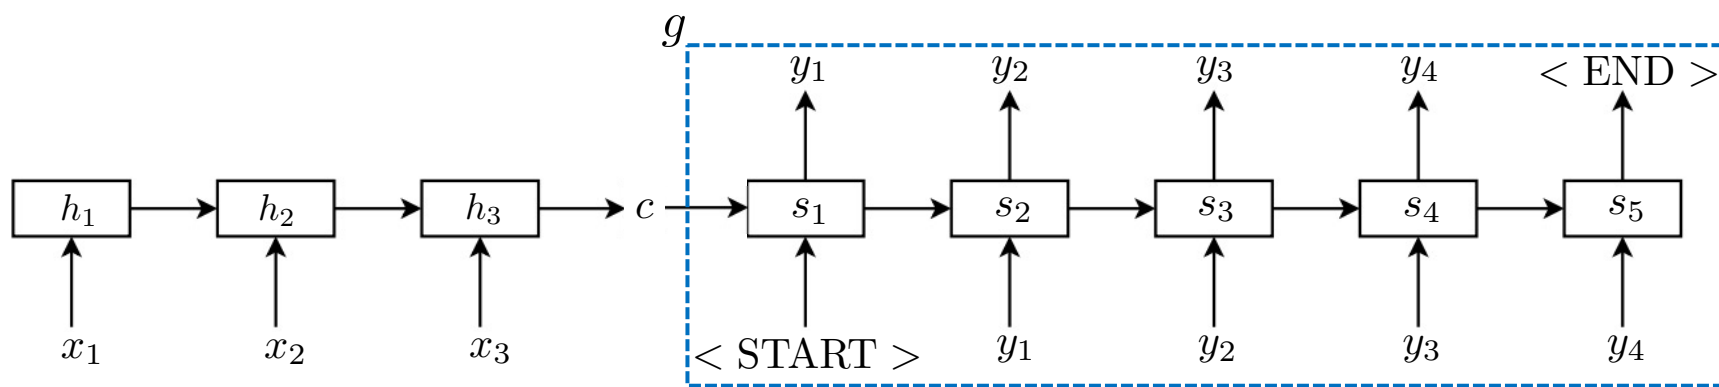 g
y₁ y₂ y₃ y₄ < END >
h₁ h₂ h₃ c s₁ s₂ s₃ s₄ s₅
x₁ x₂ x₃ < START > y₁ y₂ y₃ y₄